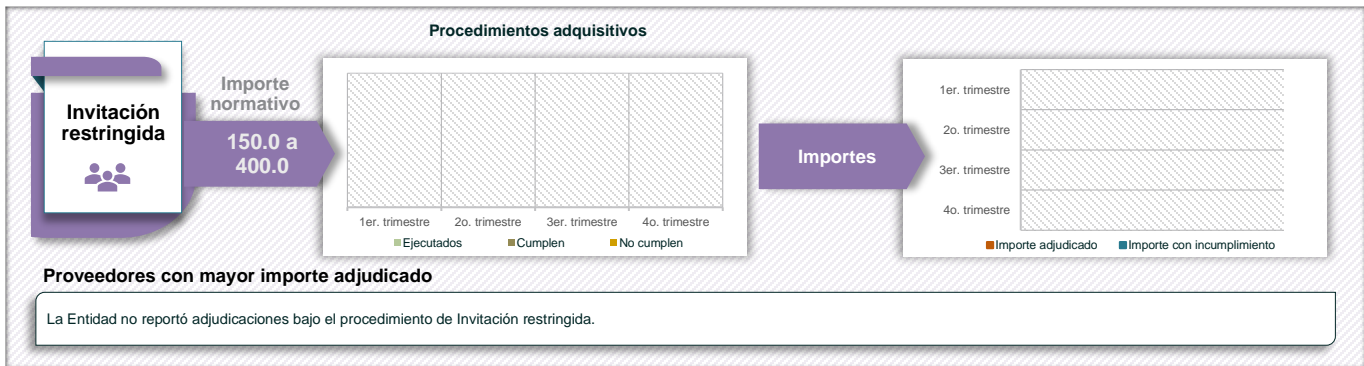 Procedimientos adquisitivos
Invitación
restringida
Importe
normativo
150.0 a
400.0
1er. trimestre 2o. trimestre 3er. trimestre 4o. trimestre
Ejecutados Cumplen No cumplen
Importes
1er. trimestre
2o. trimestre
3er. trimestre
4o. trimestre
Importe adjudicado Importe con incumplimiento
Proveedores con mayor importe adjudicado
La Entidad no reportó adjudicaciones bajo el procedimiento de Invitación restringida.